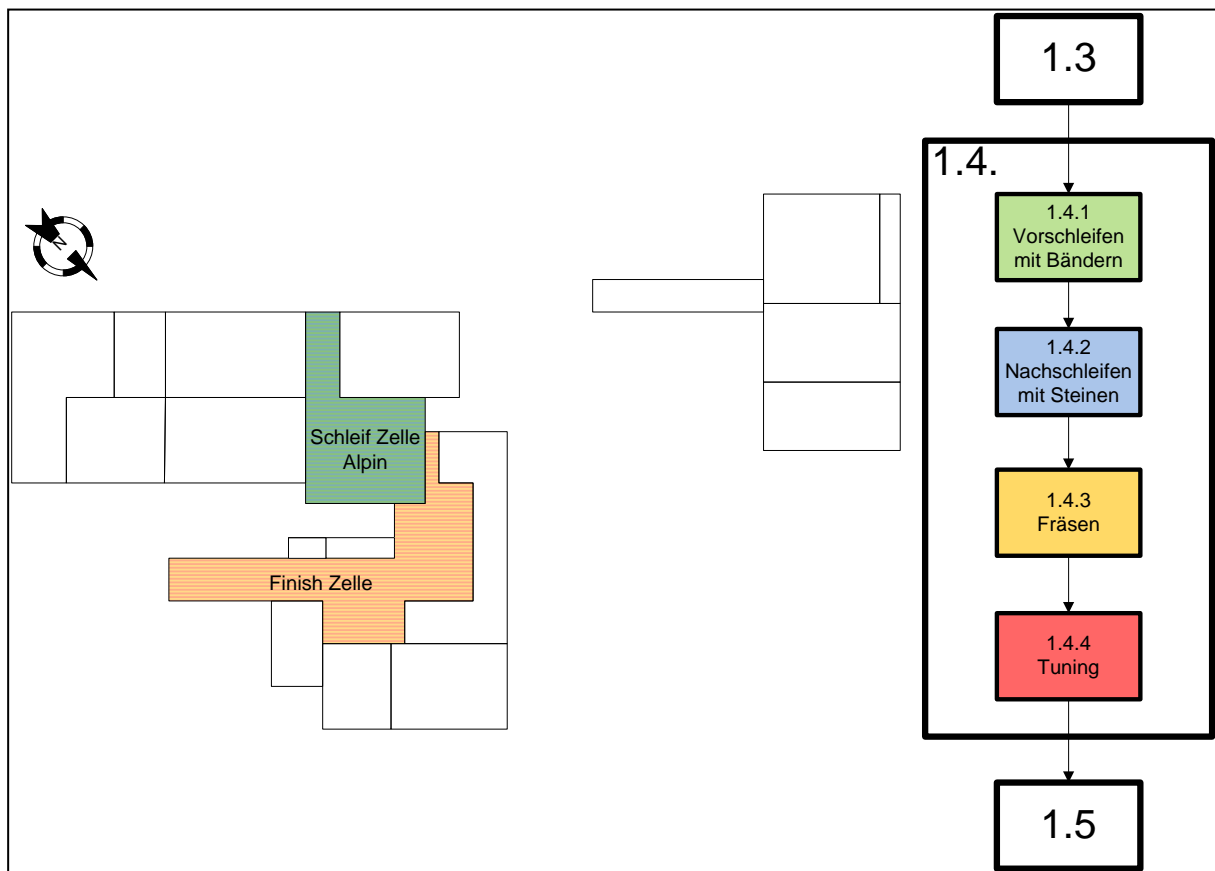 N
Schleif Zelle
Alpin
Finish Zelle
1.3
1.4.
1.4.1
Vorschleifen
mit Bändern
1.4.2
Nachschleifen
mit Steinen
1.4.3
Fräsen
1.4.4
Tuning
1.5